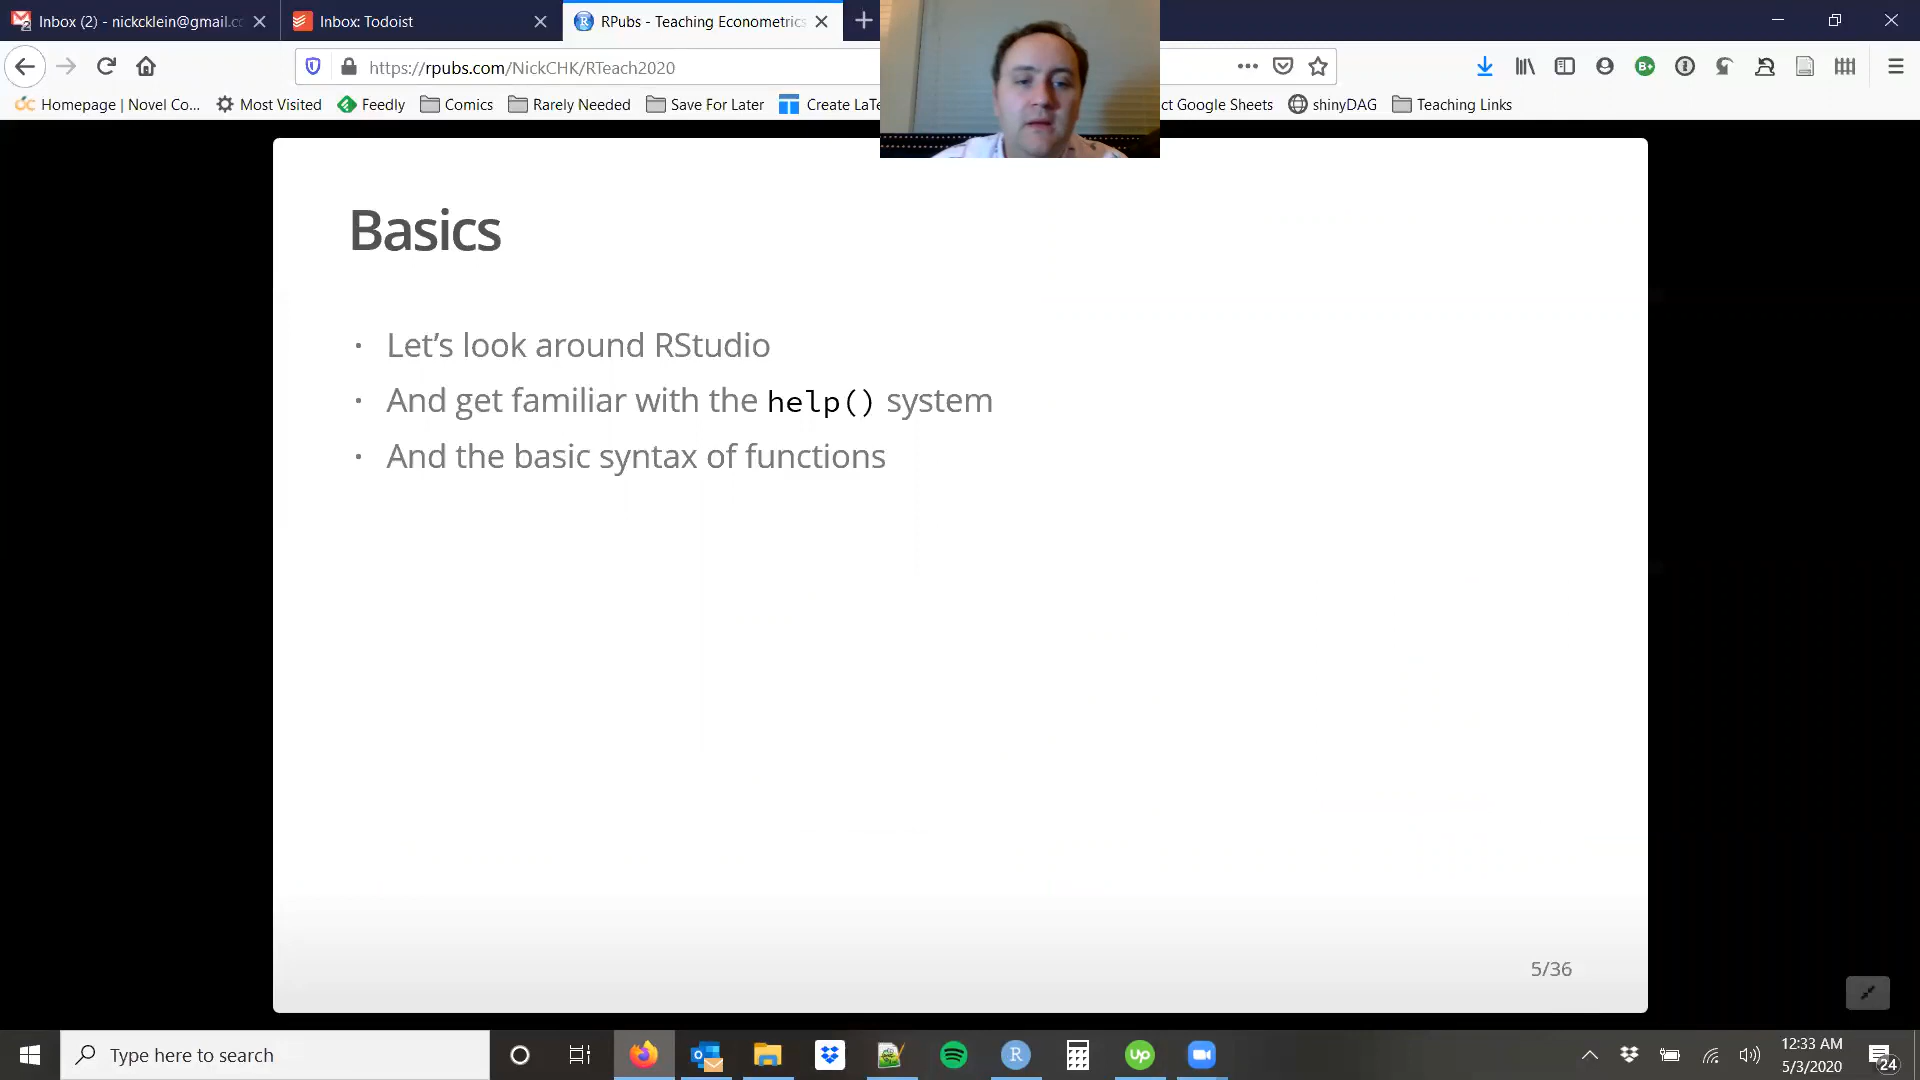 Inbox (2) - nickcklein@gmail.c
Inbox: Todoist
RPubs - Teaching Econometrics
https://rpubs.com/NickCHK/RTeach2020
Homepage | Novel Co...
Most Visited
Feedly
Comics
Rarely Needed
Save For Later
Create LaTe
ct Google Sheets
shinyDAG
Teaching Links
Basics
· Let’s look around RStudio
· And get familiar with the help() system
· And the basic syntax of functions
5/36
Type here to search
12:33 AM
5/3/2020
24